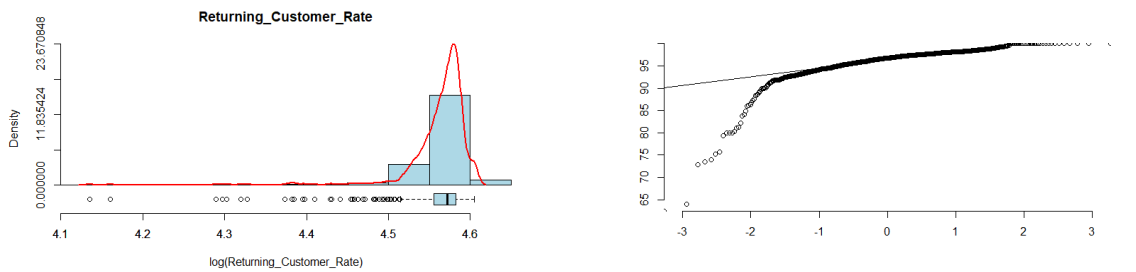 Returning_Customer_Rate
Density
0.0000000 11.835424 23.670848
4.1 4.2 4.3 4.4 4.5 4.6
log(Returning_Customer_Rate)
65 70 75 80 85 90 95
-3 -2 -1 0 1 2 3